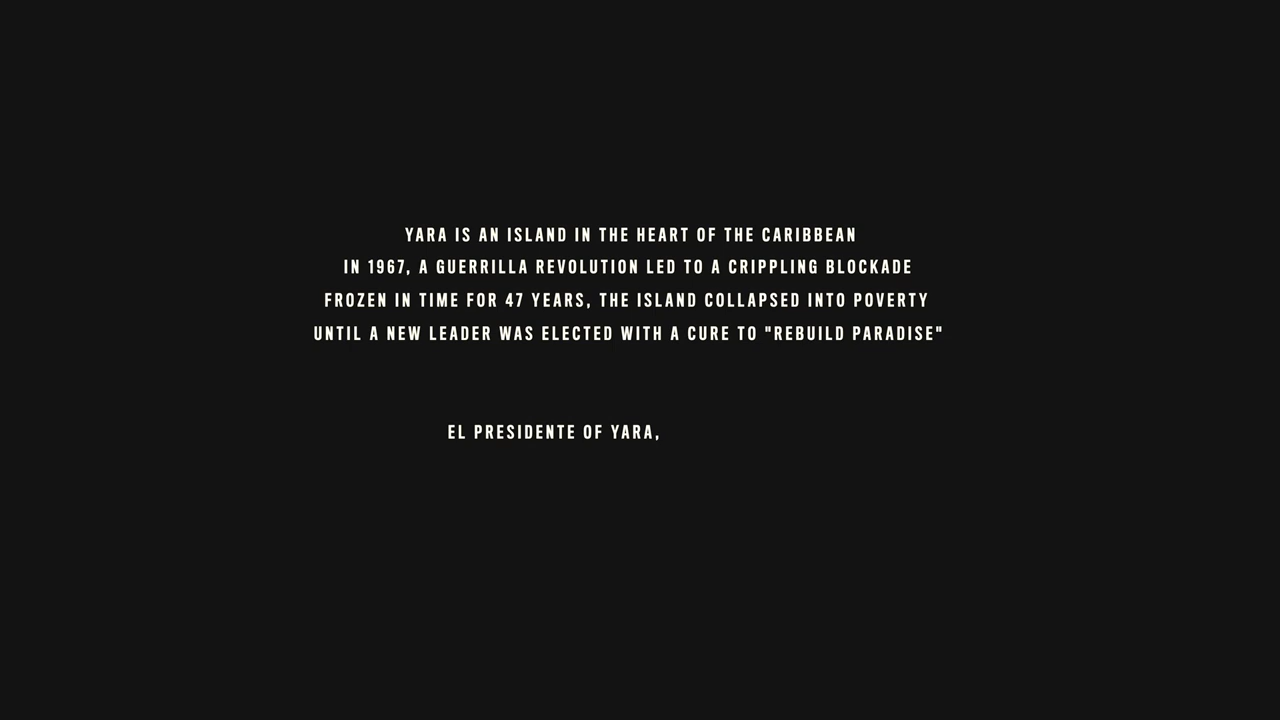 YARA IS AN ISLAND IN THE HEART OF THE CARIBBEAN
IN 1967, A GUERRILLA REVOLUTION LED TO A CRIPPLING BLOCKADE
FROZEN IN TIME FOR 47 YEARS, THE ISLAND COLLAPSED INTO POVERTY
UNTIL A NEW LEADER WAS ELECTED WITH A CURE TO "REBUILD PARADISE"
EL PRESIDENTE OF YARA,